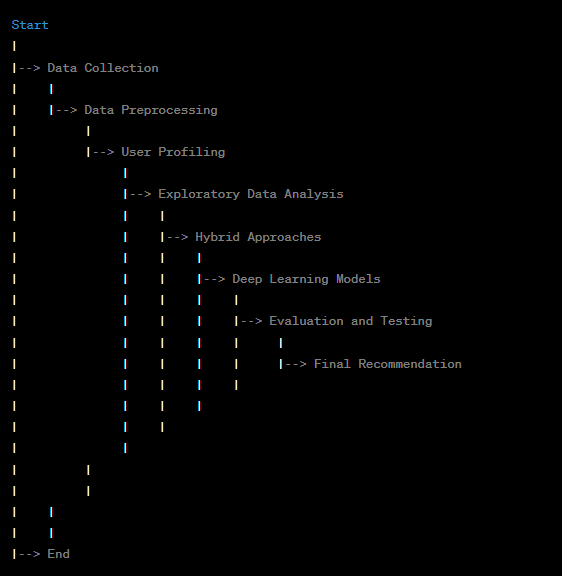 Start
|
|--> Data Collection
|    |
|    |--> Data Preprocessing
|         |
|         |--> User Profiling
|              |
|              |--> Exploratory Data Analysis
|              |    |
|              |    |--> Hybrid Approaches
|              |    |    |
|              |    |    |--> Deep Learning Models
|              |    |    |    |
|              |    |    |    |--> Evaluation and Testing
|              |    |    |    |     |
|              |    |    |    |     |--> Final Recommendation
|              |    |    |    |
|              |    |    |
|              |    |
|              |
|         |
|         |
|    |
|    |
|--> End